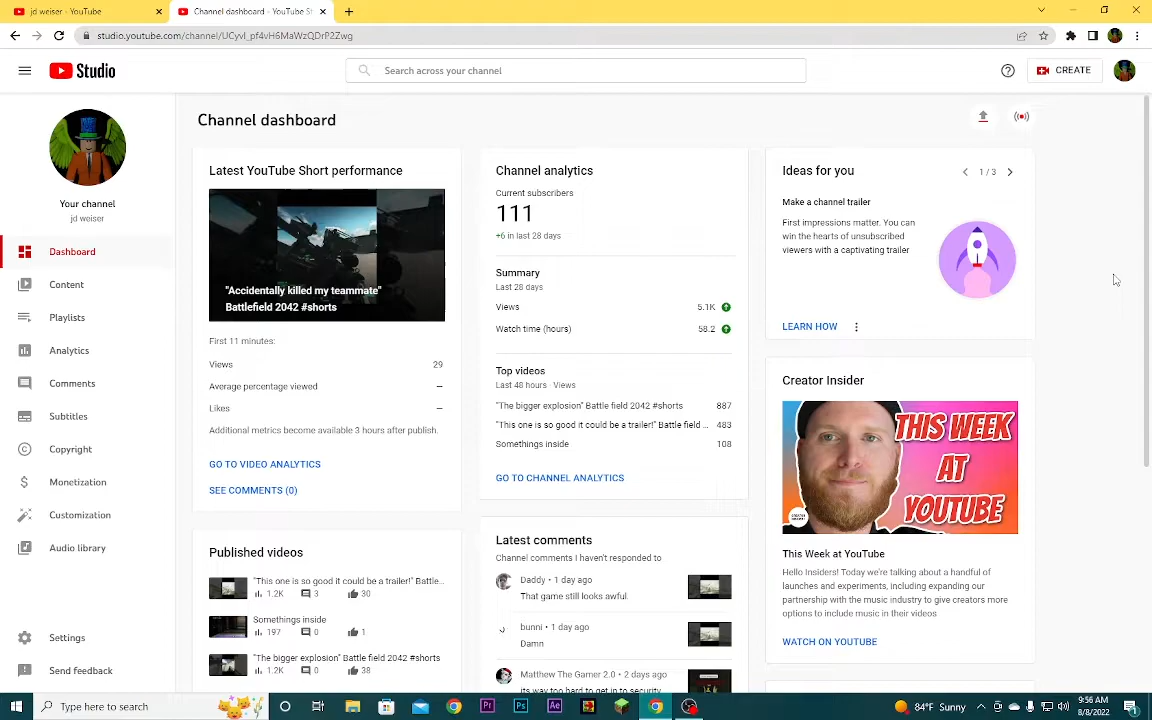 jd weiser - YouTube
Channel dashboard - YouTube St
studio.youtube.com/channel/UCyvI_pf4vH6MaWzQDrP2Zwg
Studio
Search across your channel
CREATE
Your channel
jd weiser
Dashboard
Content
Playlists
Analytics
Comments
Subtitles
Copyright
Monetization
Customization
Audio library
Settings
Send feedback
Channel dashboard
Latest YouTube Short performance
"Accidentally killed my teammate"
Battlefield 2042 #shorts
First 11 minutes:
Views 29
Average percentage viewed –
Likes –
Additional metrics become available 3 hours after publish.
GO TO VIDEO ANALYTICS
SEE COMMENTS (0)
Published videos
"This one is so good it could be a trailer!" Battle...
1.2K 3 30
Somethings inside
197 0 1
"The bigger explosion" Battle field 2042 #shorts
1.2K 0 38
Channel analytics
Current subscribers
111
+6 in last 28 days
Summary
Last 28 days
Views 5.1K
Watch time (hours) 58.2
Top videos
Last 48 hours · Views
"The bigger explosion" Battle field 2042 #shorts 887
"This one is so good it could be a trailer!" Battle field ... 483
Somethings inside 108
GO TO CHANNEL ANALYTICS
Latest comments
Channel comments I haven't responded to
Daddy • 1 day ago
That game still looks awful.
bunni • 1 day ago
Damn
Matthew The Gamer 2.0 • 2 days ago
its way too hard to get in to security
Ideas for you
1 / 3
Make a channel trailer
First impressions matter. You can
win the hearts of unsubscribed
viewers with a captivating trailer
LEARN HOW
Creator Insider
THIS WEEK
AT
YOUTUBE
This Week at YouTube
Hello Insiders! Today we're talking about a handful of
launches and experiments, including expanding our
partnership with the music industry to give creators more
options to include music in their videos
WATCH ON YOUTUBE
Type here to search
Pr
Ps
Ae
84°F Sunny
9:56 AM
8/8/2022